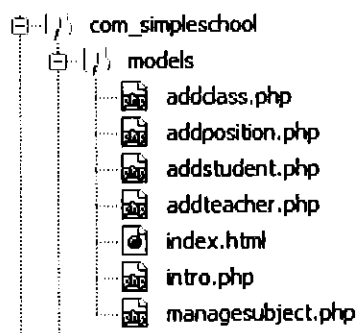 com_simpleschool
models
addclass.php
addposition.php
addstudent.php
addteacher.php
index.html
intro.php
managesubject.php